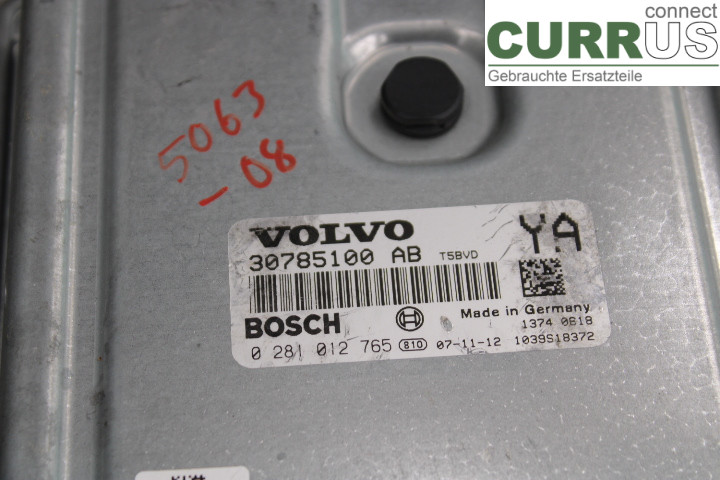 connect
CURRUS
Gebrauchte Ersatzteile
5063
-08
VOLVO
YA
30785100 AB T5BVD
BOSCH
Made in Germany
1374 0618
0 281 012 765 810 07-11-12 1039S18372